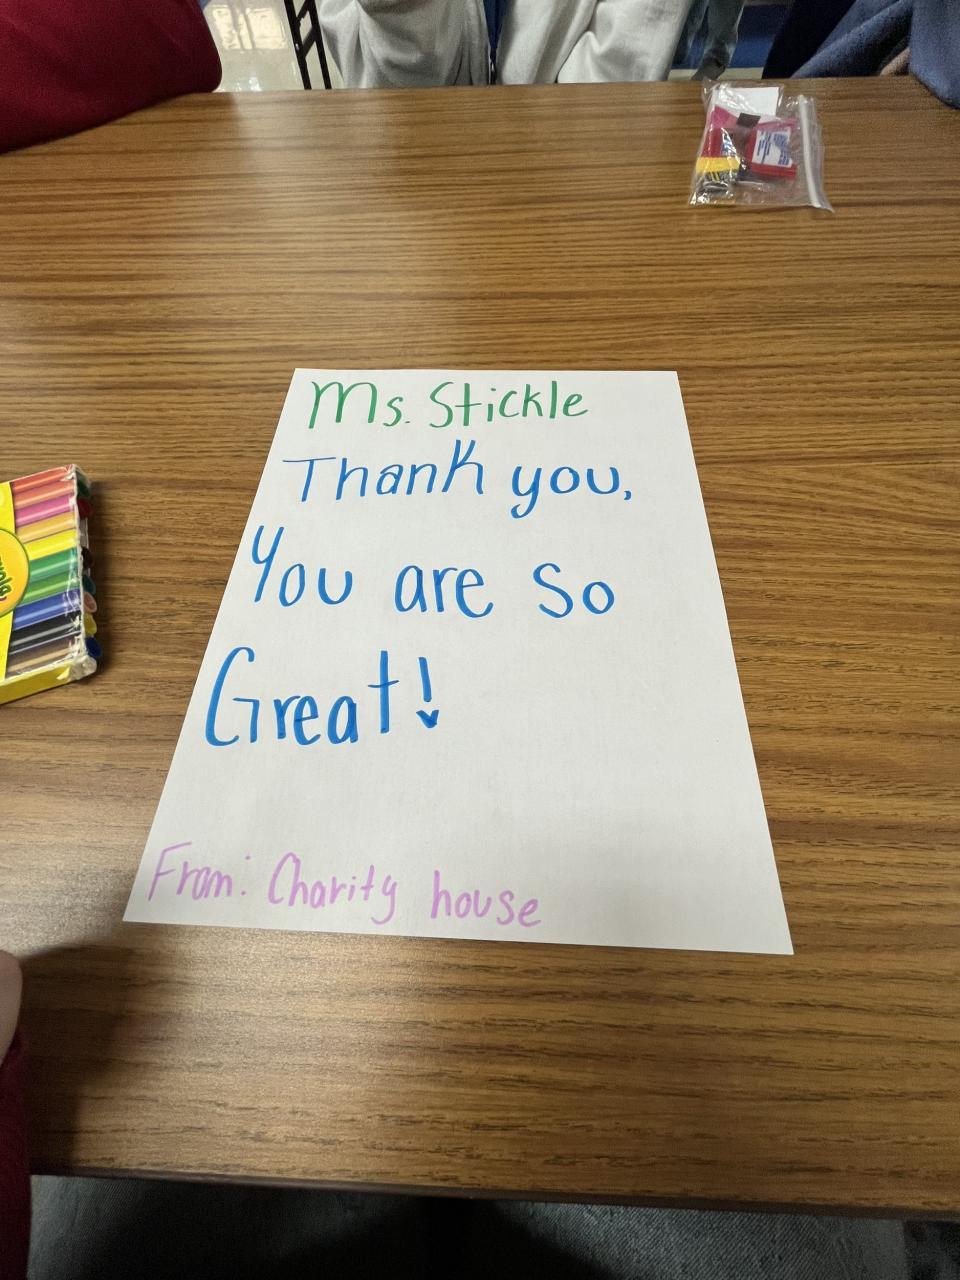 Ms. Stickle
Thank you,
You are so
Great!
From: Charity house